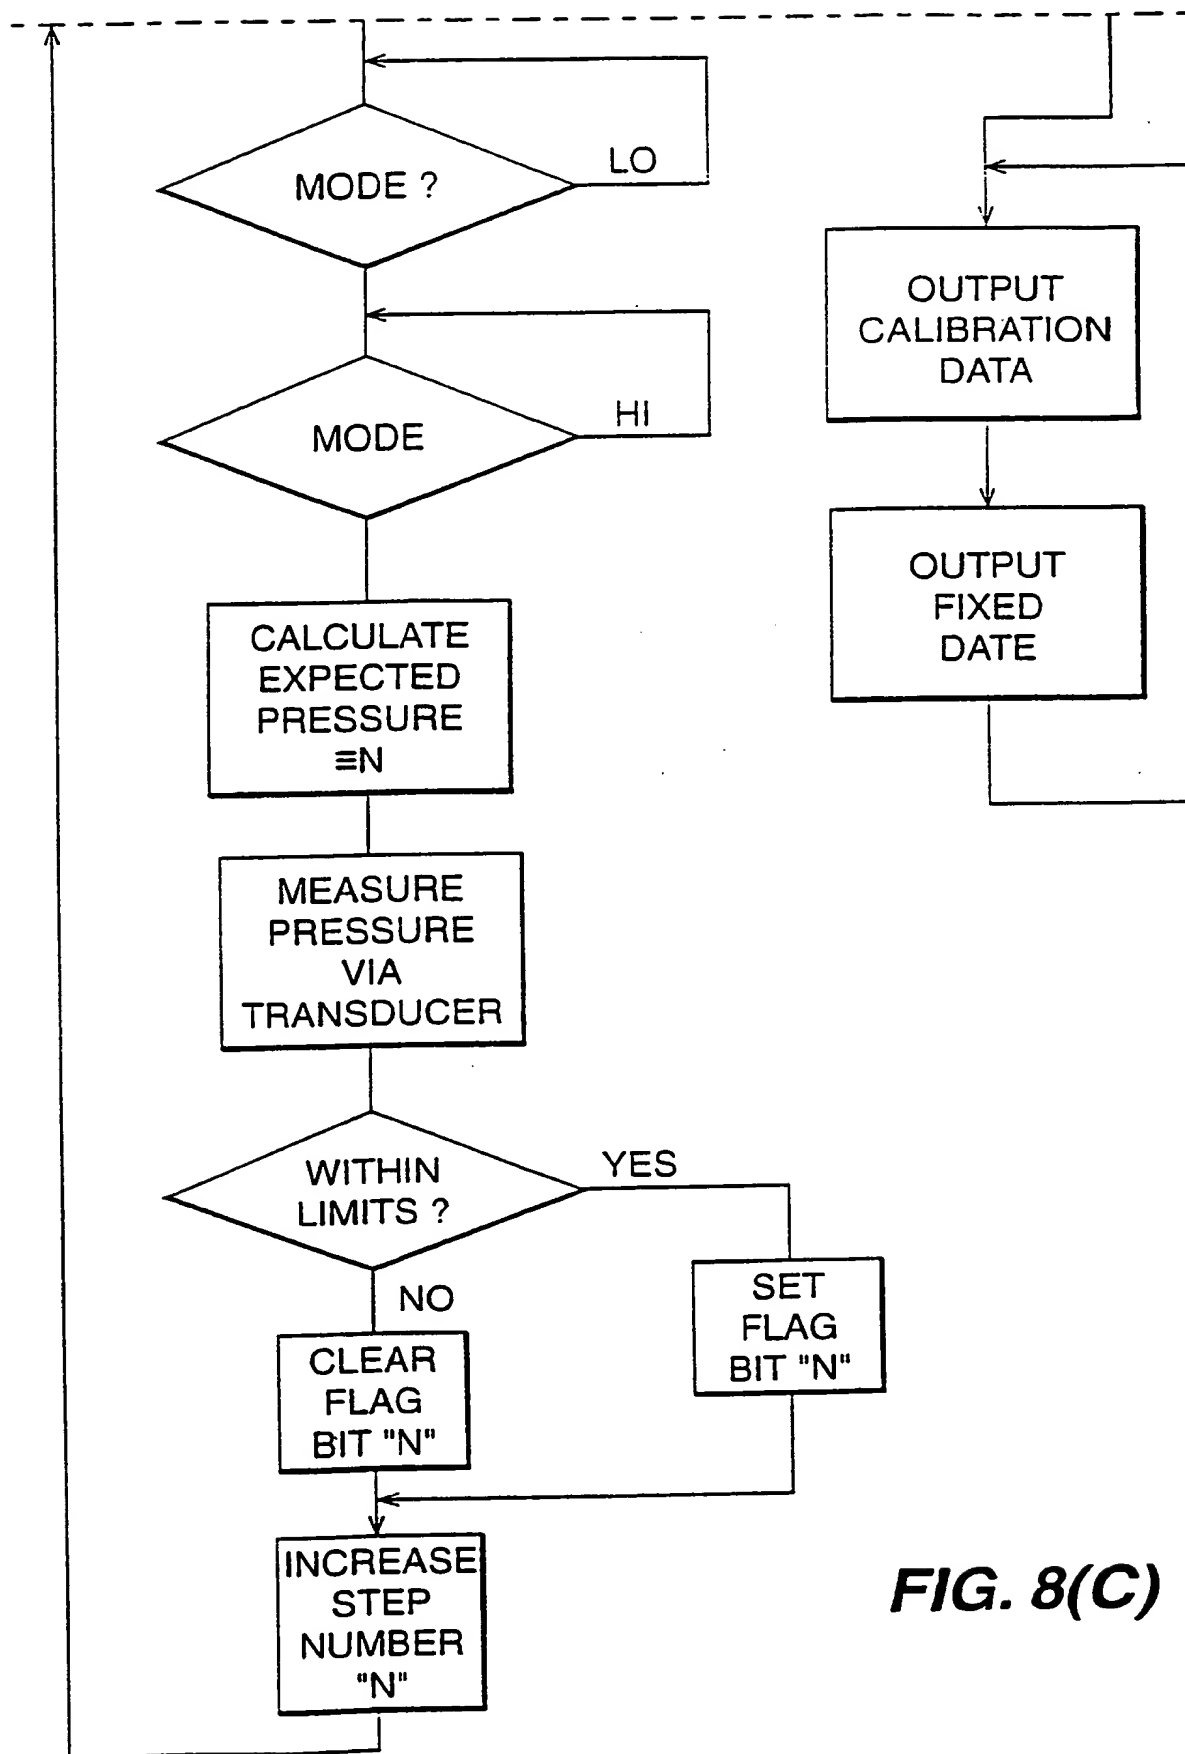 MODE ?
LO
MODE
HI
CALCULATE
EXPECTED
PRESSURE
≡N
MEASURE
PRESSURE
VIA
TRANSDUCER
WITHIN
LIMITS ?
YES
NO
SET
FLAG
BIT "N"
CLEAR
FLAG
BIT "N"
INCREASE
STEP
NUMBER
"N"
OUTPUT
CALIBRATION
DATA
OUTPUT
FIXED
DATE
FIG. 8(C)